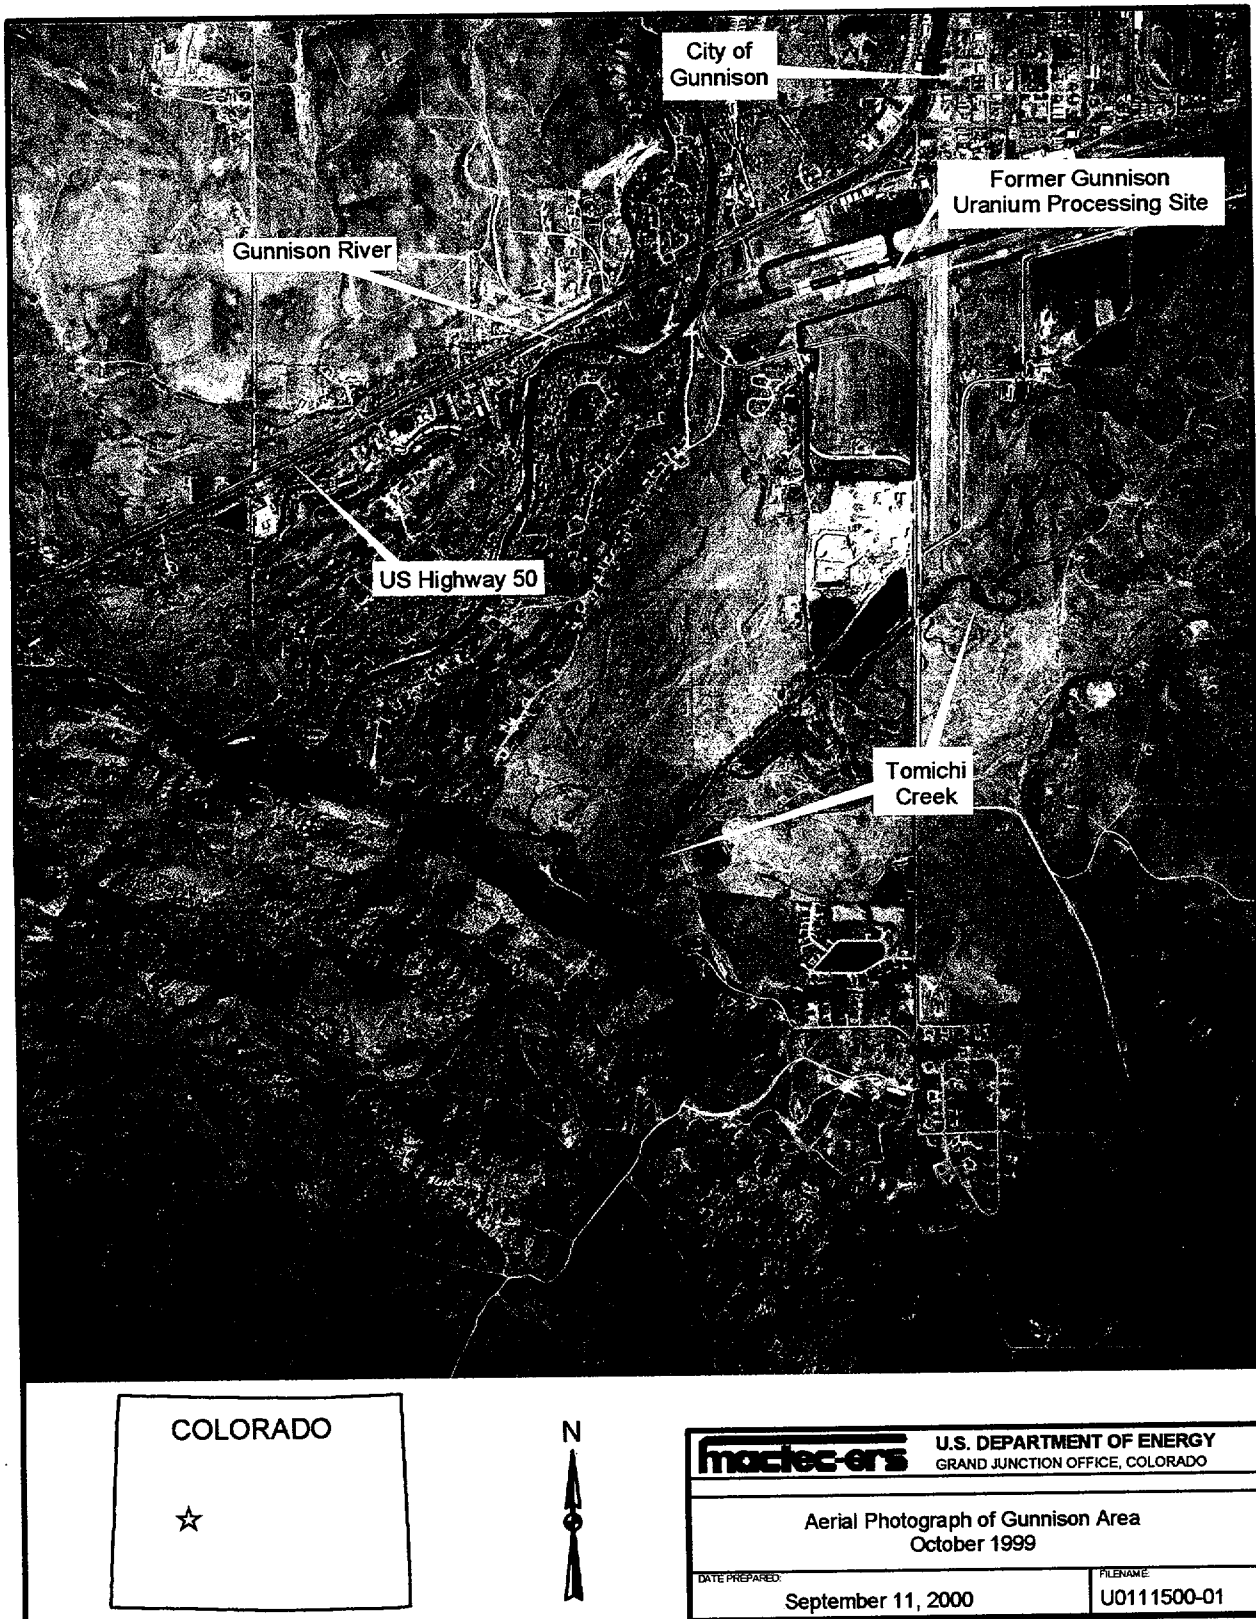 City of
Gunnison
Former Gunnison
Uranium Processing Site
Gunnison River
US Highway 50
Tomichi
Creek
COLORADO
N
mactec-ers
U.S. DEPARTMENT OF ENERGY
GRAND JUNCTION OFFICE, COLORADO
Aerial Photograph of Gunnison Area
October 1999
DATE PREPARED:
September 11, 2000
FILENAME:
U0111500-01